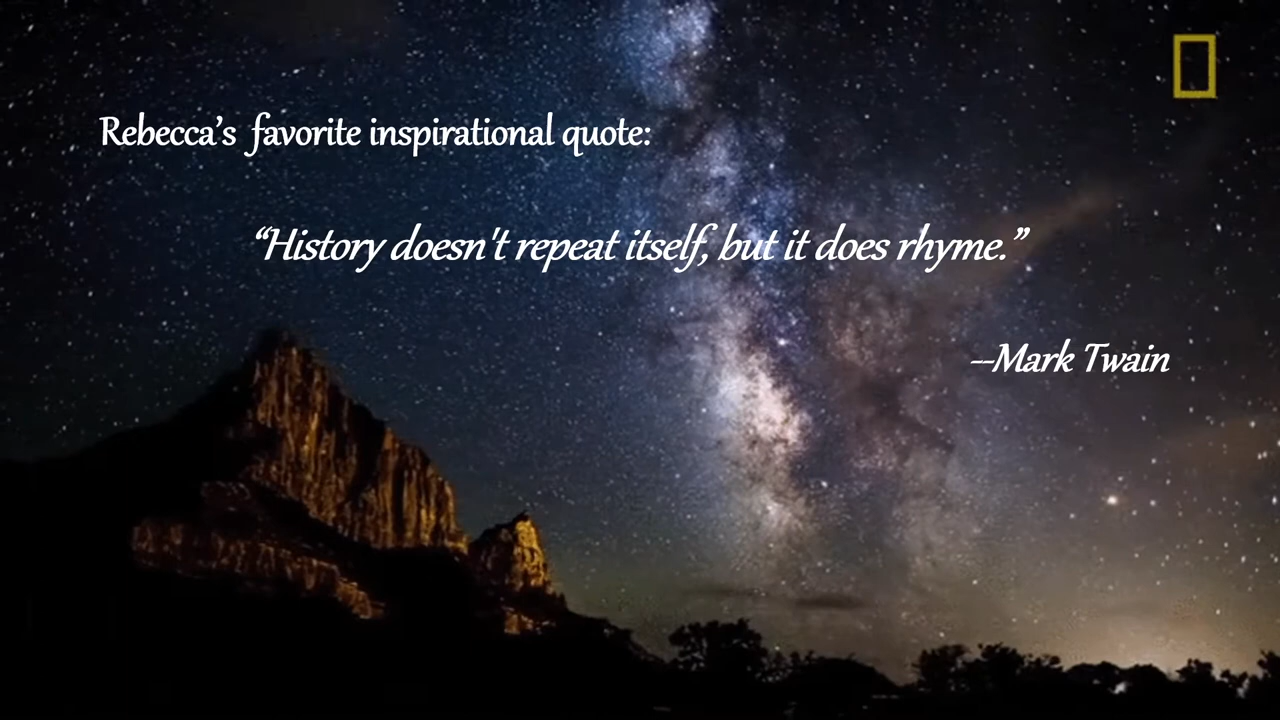 Rebecca’s favorite inspirational quote:
“History doesn't repeat itself, but it does rhyme.”
--Mark Twain